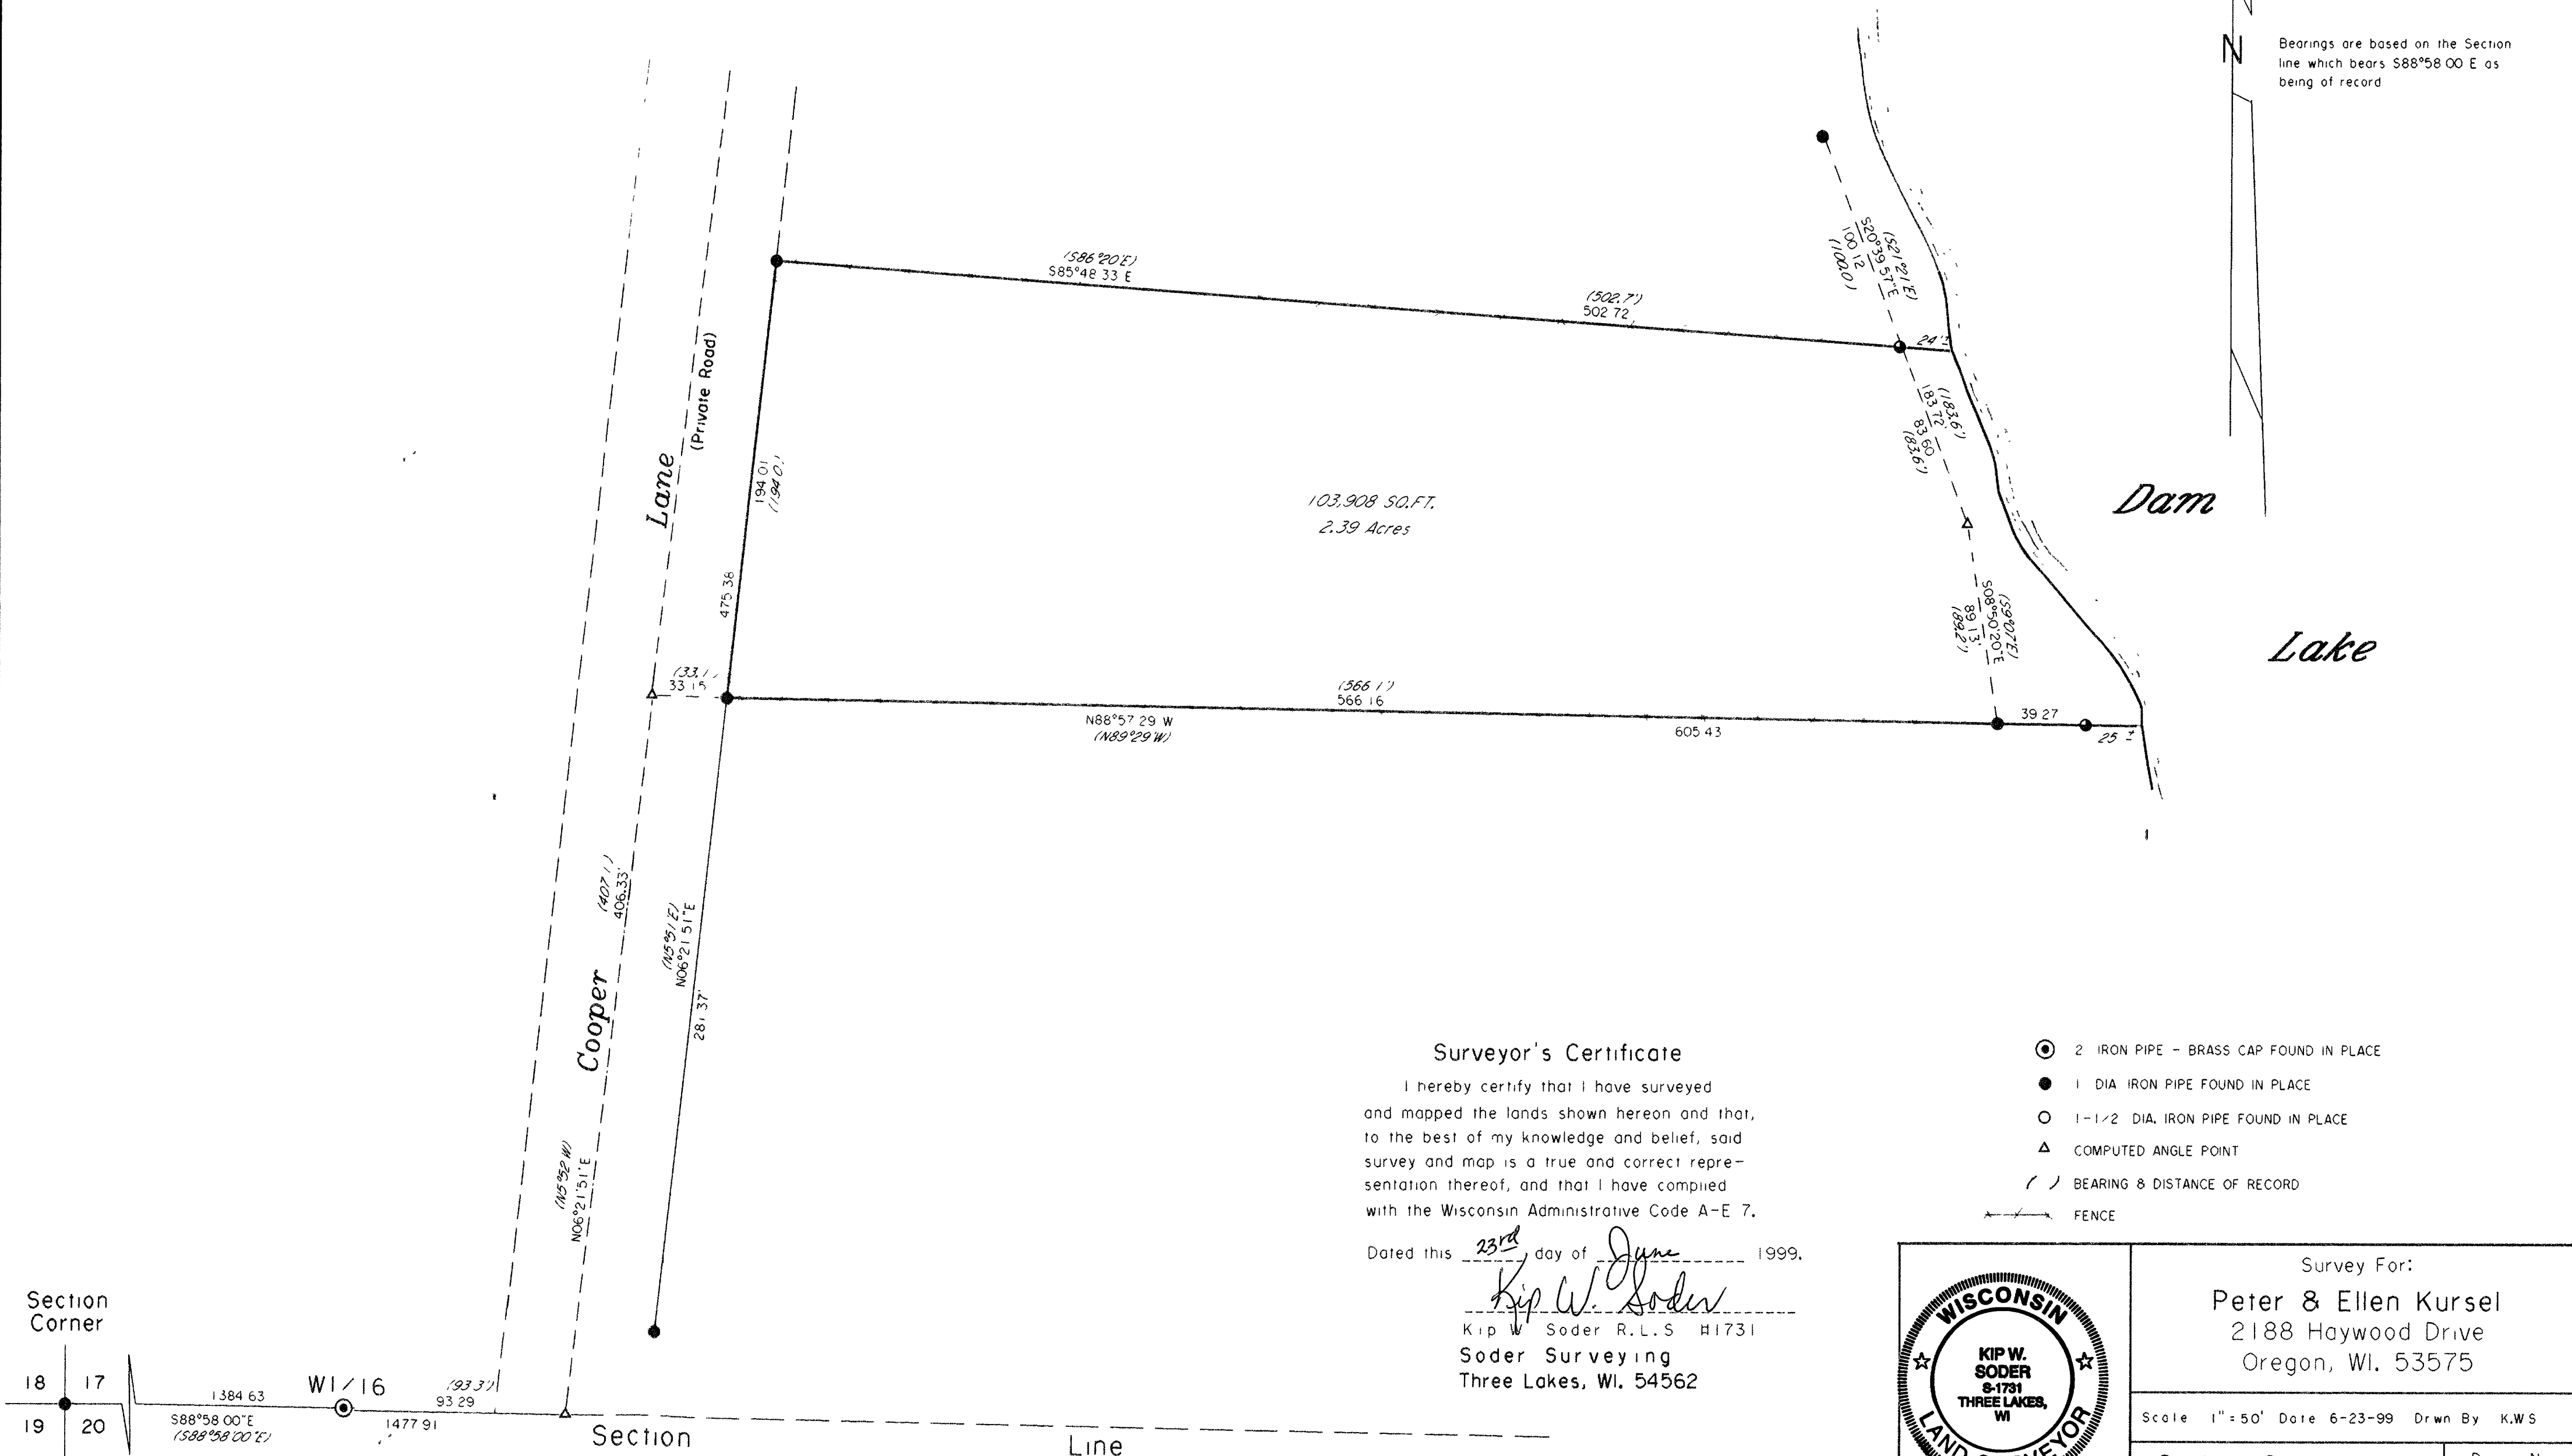 N
Bearings are based on the Section
line which bears S88°58 00 E as
being of record
(S86°20'E)
S85°48 33 E
(502.7')
502 72
(S21°21'E)
S20°39 57"E
100 12
(100.0')
24'±
(183.6')
183 72'
83 60
(83.6')
Lane
(Private Road)
194 01
(194 0')
475 38
103,908 SQ.FT.
2.39 Acres
Dam
Lake
(S9°07'E)
S08°50'20"E
89 13'
(89.2')
(33.1')
33 15
(566 1')
566 16
N88°57 29 W
(N89°29'W)
605 43
39 27
25 ±
(407 1')
406.33'
(N5°51'E)
N06°21 51"E
281 37'
Cooper
(N5°52 W)
N06°21'51"E
Surveyor's Certificate
I hereby certify that I have surveyed
and mapped the lands shown hereon and that,
to the best of my knowledge and belief, said
survey and map is a true and correct repre-
sentation thereof, and that I have complied
with the Wisconsin Administrative Code A-E 7.
Dated this 23rd, day of June 1999.
Kip W. Soder
Kip W Soder R.L.S #1731
Soder Surveying
Three Lakes, WI. 54562
2 IRON PIPE - BRASS CAP FOUND IN PLACE
1 DIA IRON PIPE FOUND IN PLACE
1-1/2 DIA. IRON PIPE FOUND IN PLACE
COMPUTED ANGLE POINT
( ) BEARING & DISTANCE OF RECORD
FENCE
WISCONSIN
KIP W.
SODER
S-1731
THREE LAKES,
WI
LAND SURVEYOR
Survey For:
Peter & Ellen Kursel
2188 Haywood Drive
Oregon, WI. 53575
Scale 1"=50' Date 6-23-99 Drwn By K.W S
Section
Corner
18 17
19 20
1384 63
S88°58 00"E
(S88°58'00"E)
W1/16
(93 3')
93 29
1477 91
Section
Line